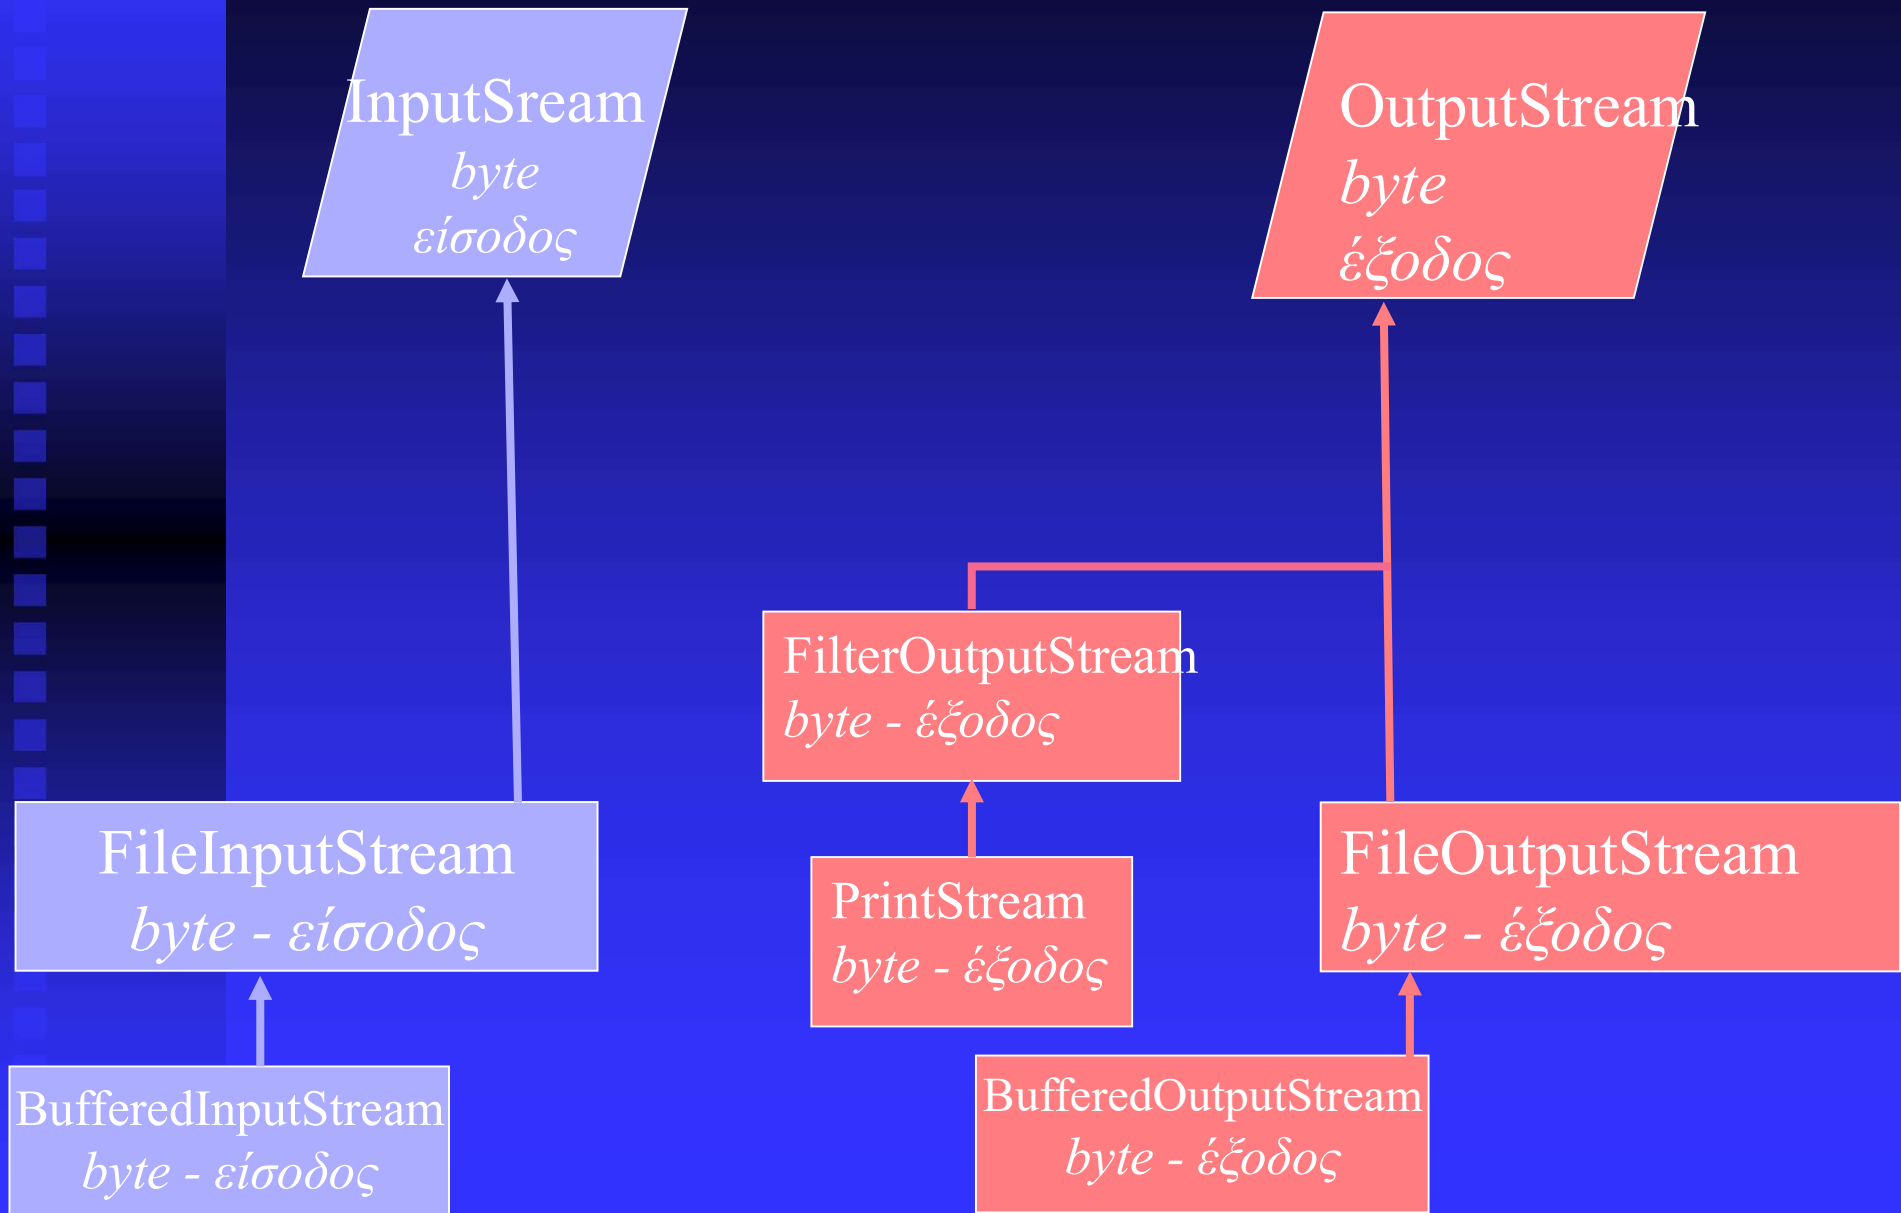 InputSream
byte
είσοδος
OutputStream
byte
έξοδος
FilterOutputStream
byte - έξοδος
FileInputStream
byte - είσοδος
PrintStream
byte - έξοδος
FileOutputStream
byte - έξοδος
BufferedInputStream
byte - είσοδος
BufferedOutputStream
byte - έξοδος